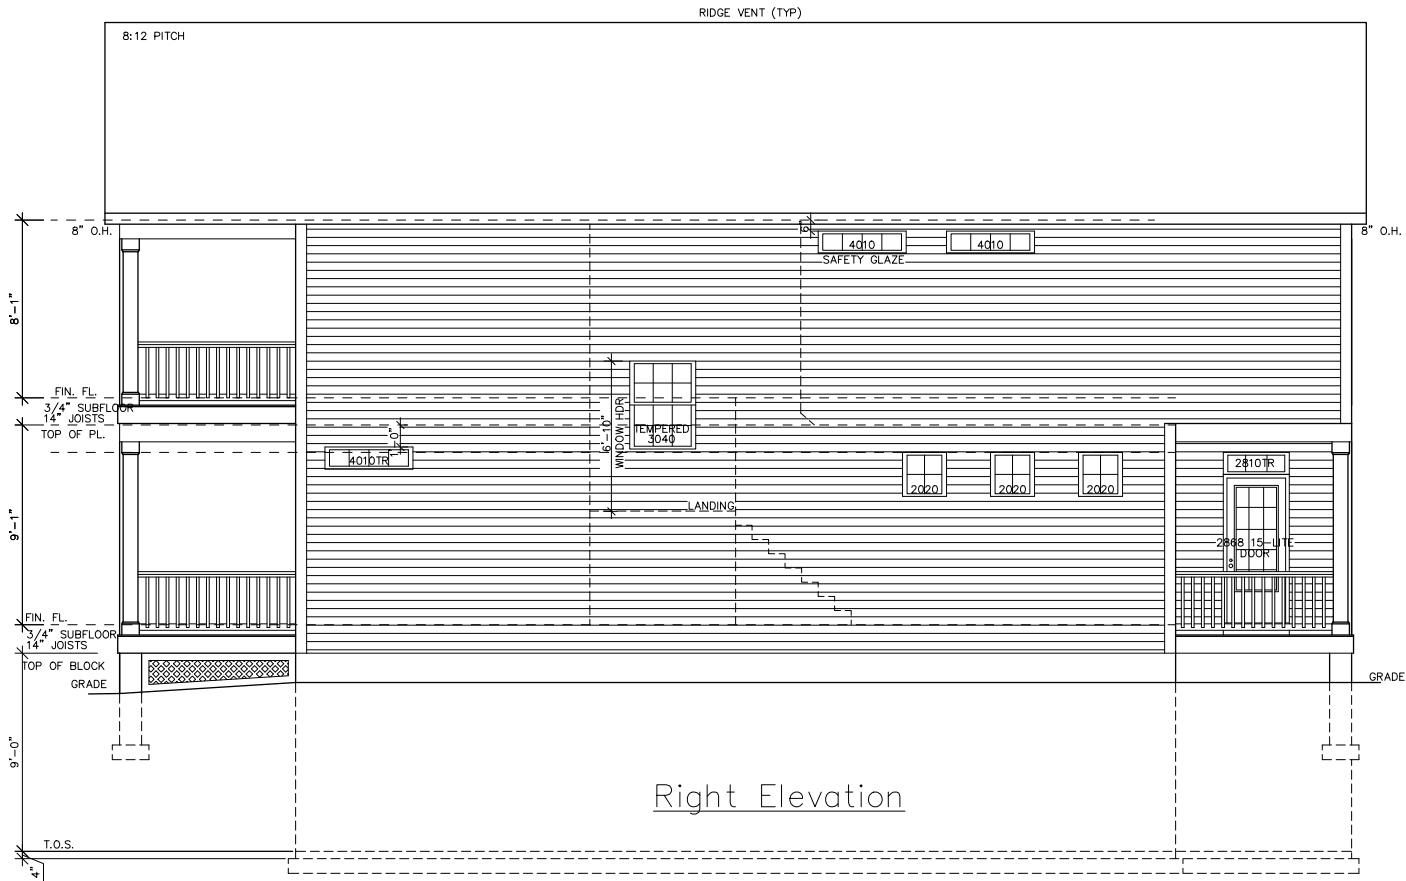 RIDGE VENT (TYP)
8:12 PITCH
8" O.H.
8" O.H.
6"
4010
4010
SAFETY GLAZE
8'-1"
FIN. FL.
3/4" SUBFLOOR
14" JOISTS
TOP OF PL.
1'-0"
4010TR
6'-10"
WINDOW HDR
TEMPERED
3040
2020
2020
2020
2810TR
LANDING
2868 15-LITE
DOOR
9'-1"
FIN. FL.
3/4" SUBFLOOR
14" JOISTS
TOP OF BLOCK
GRADE
GRADE
9'-0"
Right Elevation
T.O.S.
4"